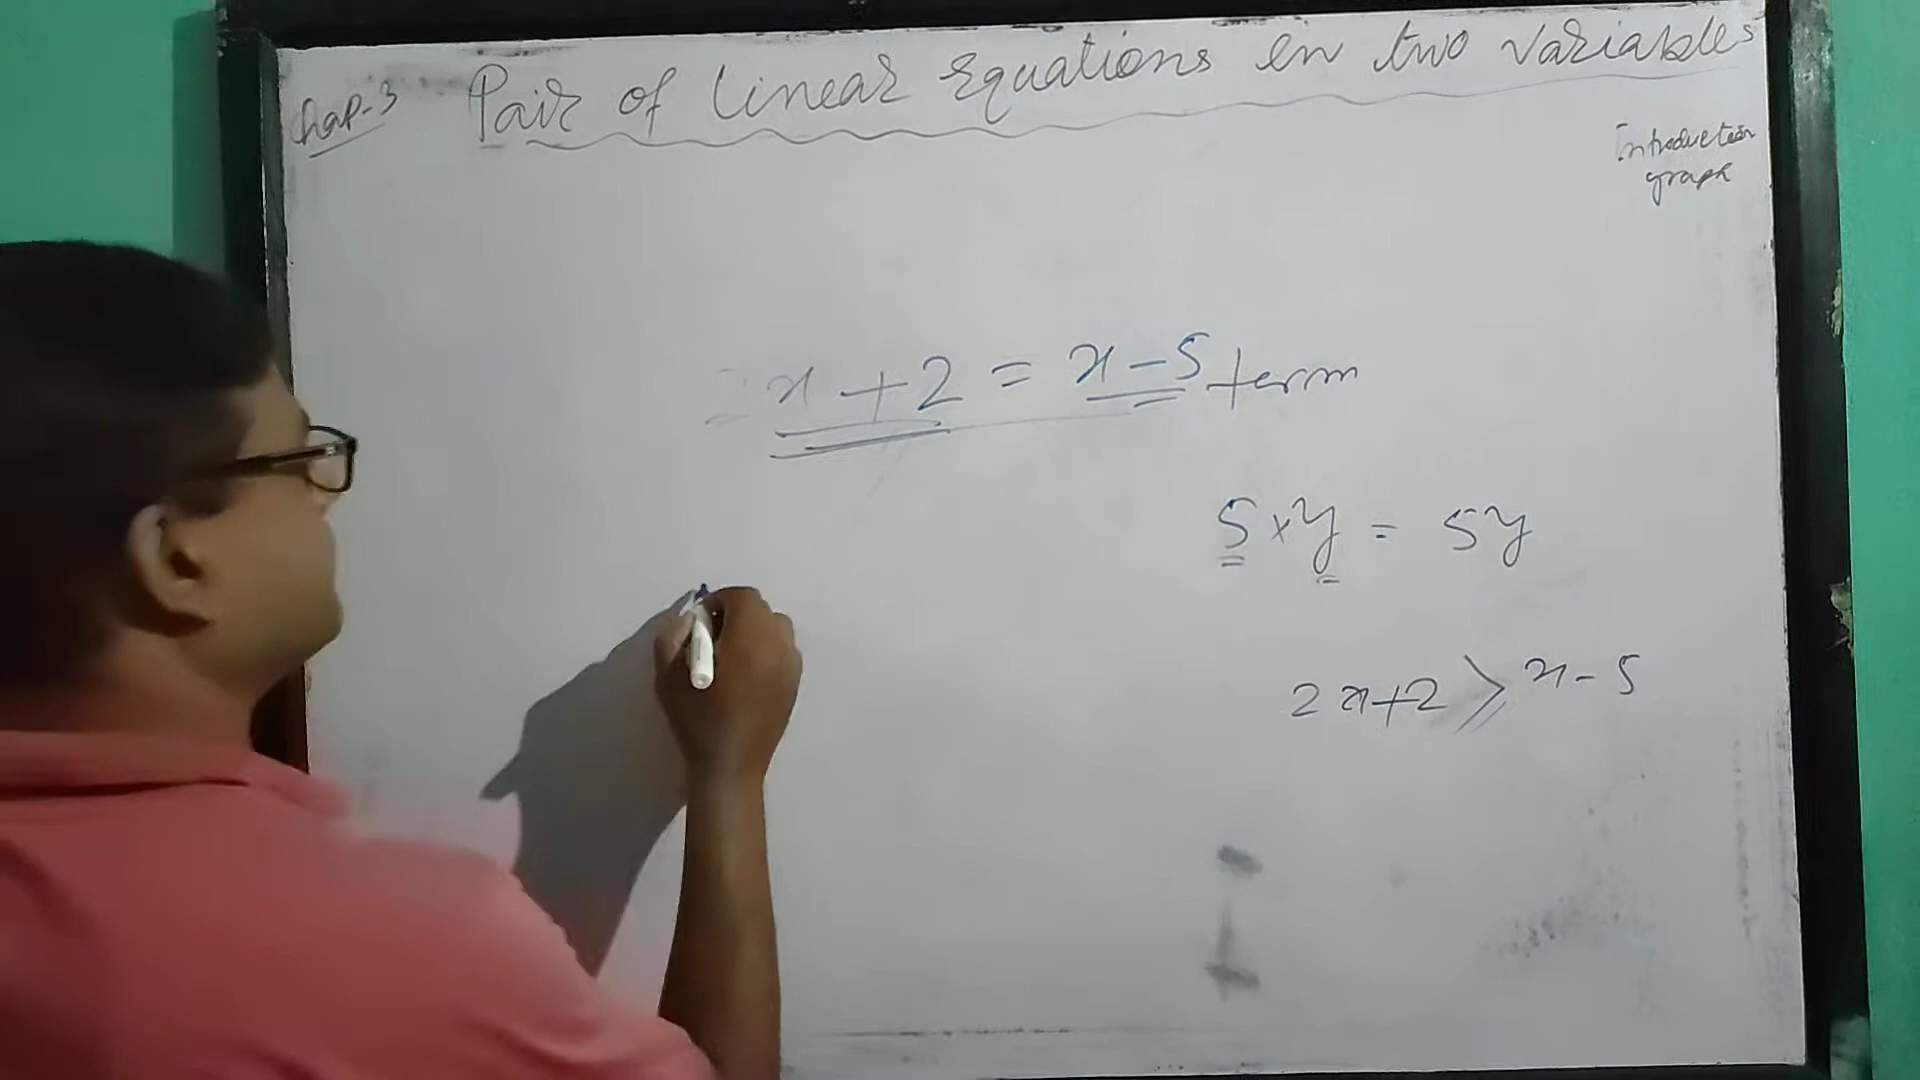 Chap-3 Pair of Linear Equations in two variables
Introduction
graph
x + 2 = x - 5 term
5 x y = 5y
2x+2 > x - 5